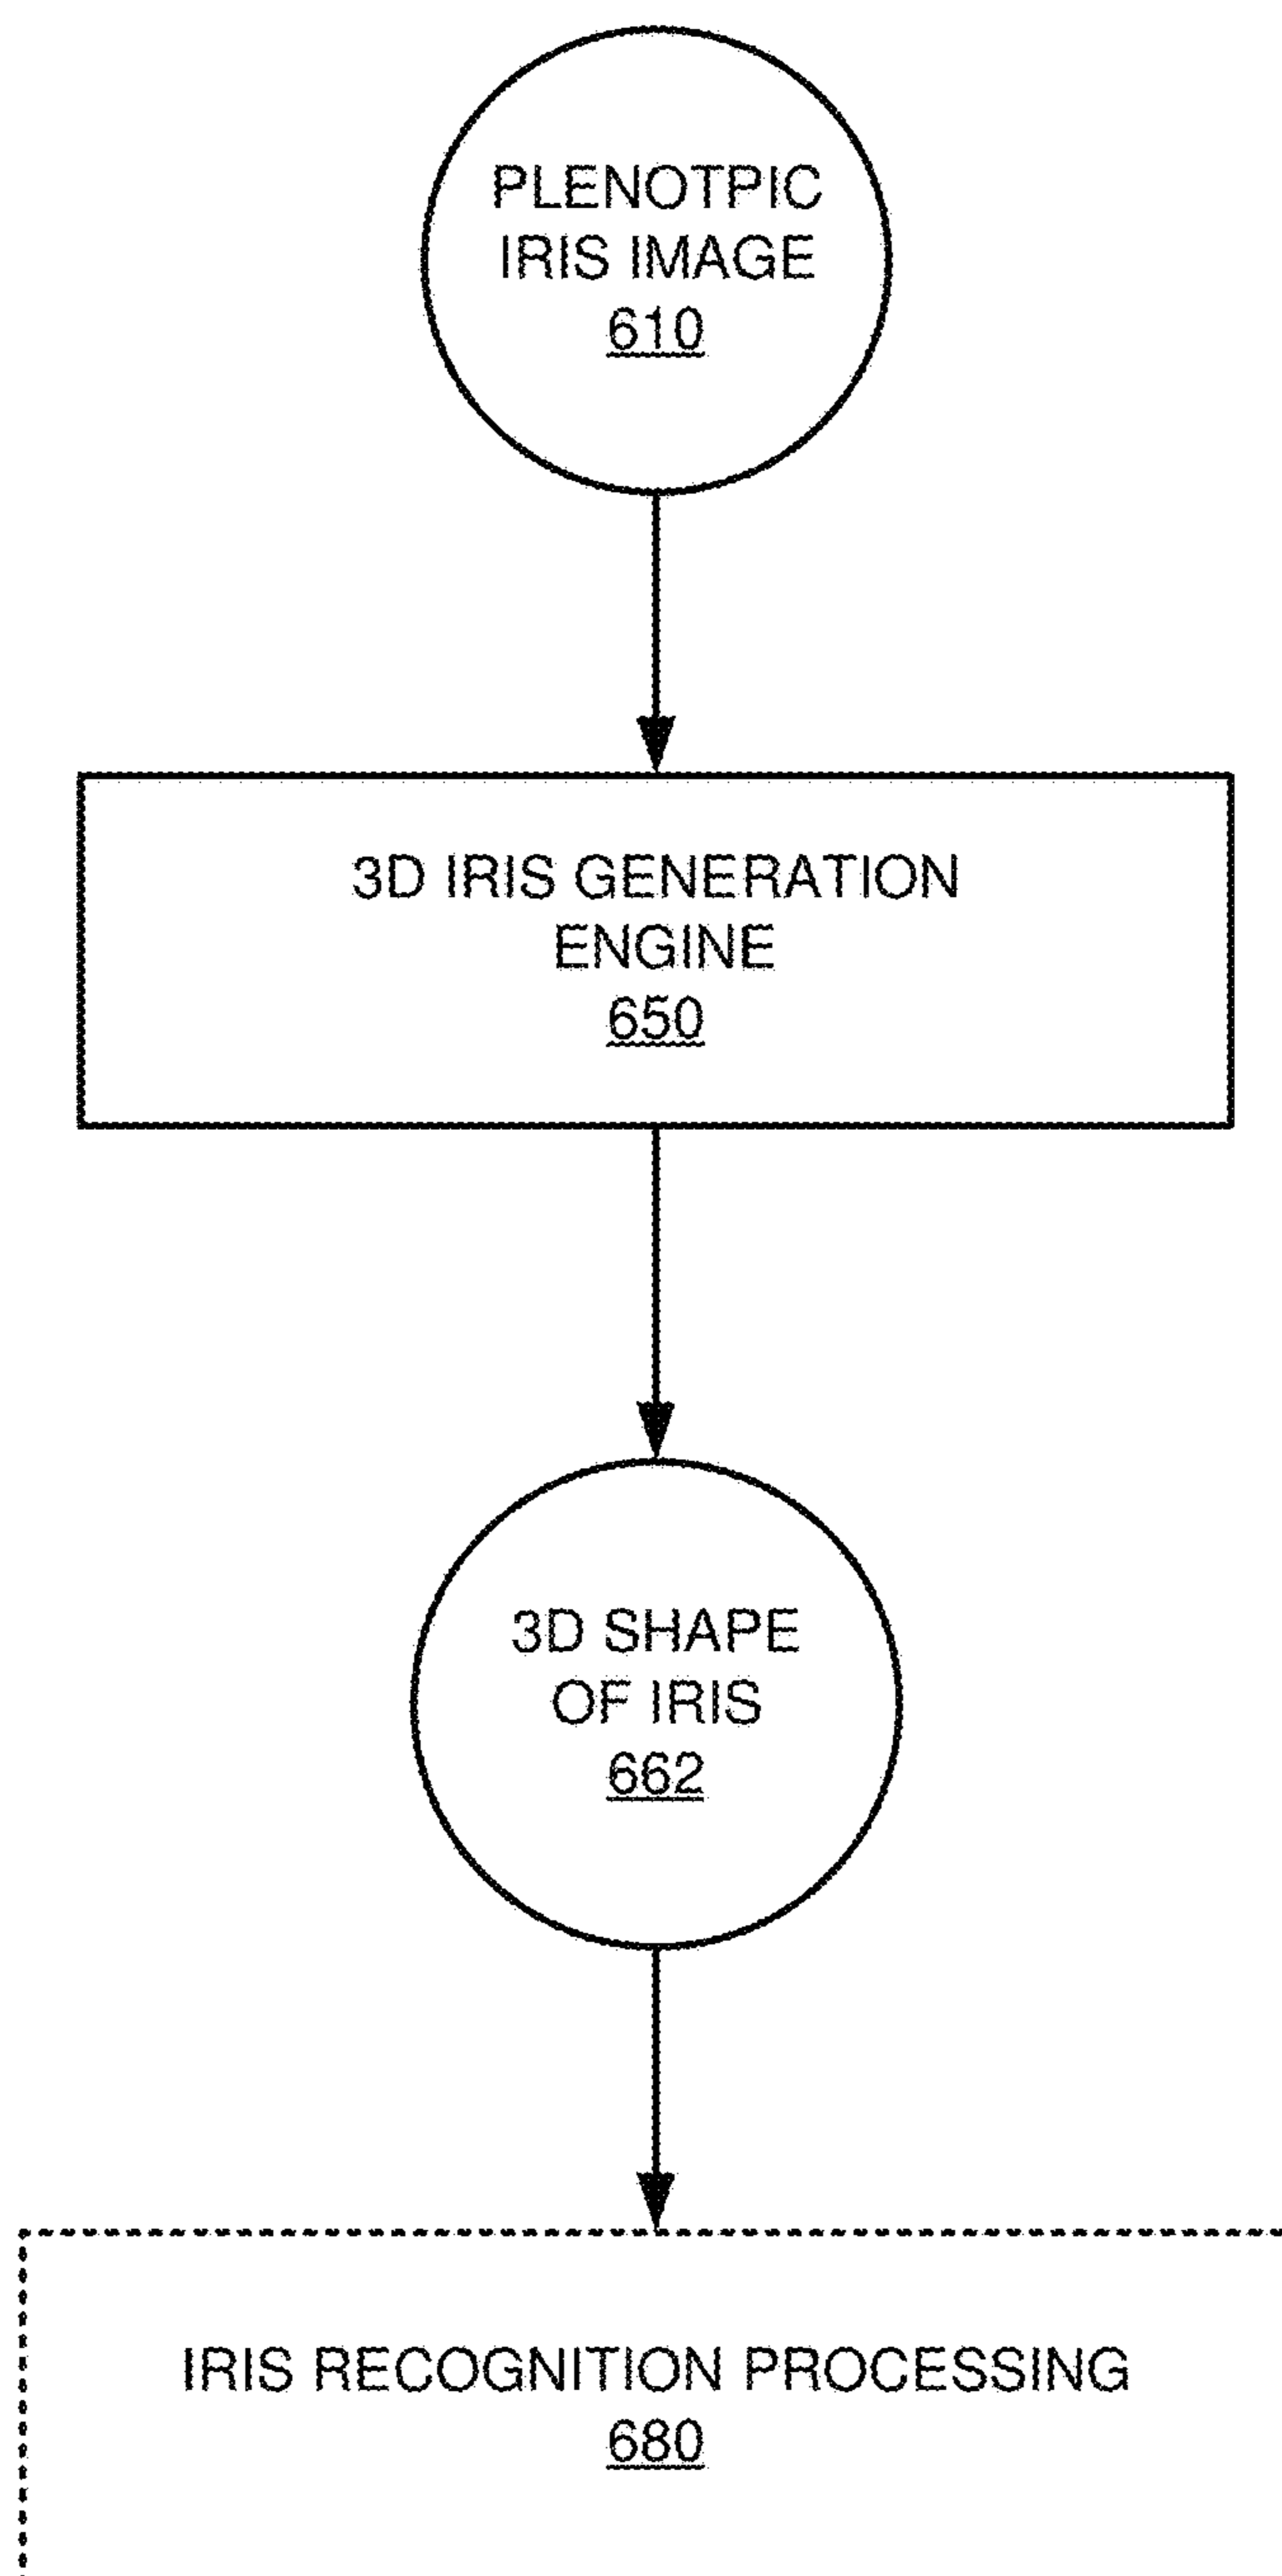 PLENOTPIC
IRIS IMAGE
610
3D IRIS GENERATION
ENGINE
650
3D SHAPE
OF IRIS
662
IRIS RECOGNITION PROCESSING
680